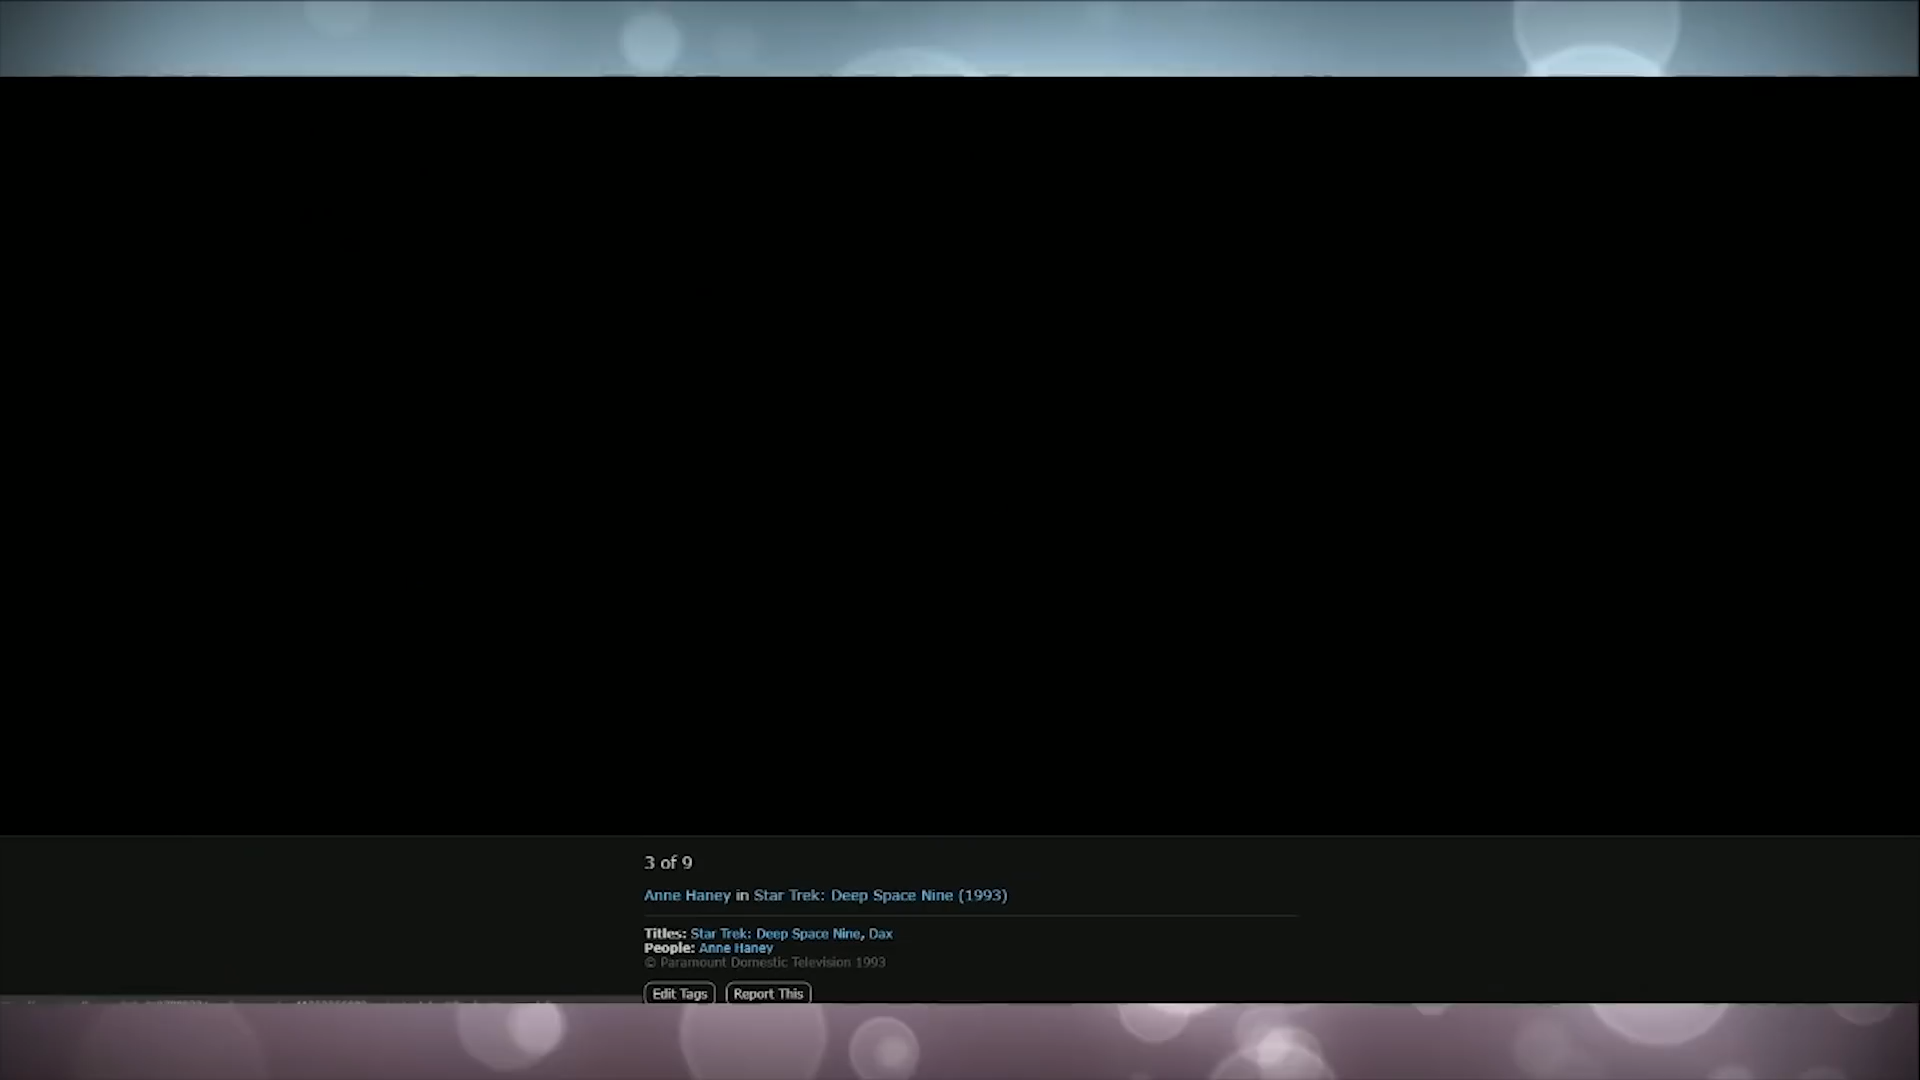 3 of 9
Anne Haney in Star Trek: Deep Space Nine (1993)
Titles: Star Trek: Deep Space Nine, Dax
People: Anne Haney
© Paramount Domestic Television 1993
Edit Tags Report This